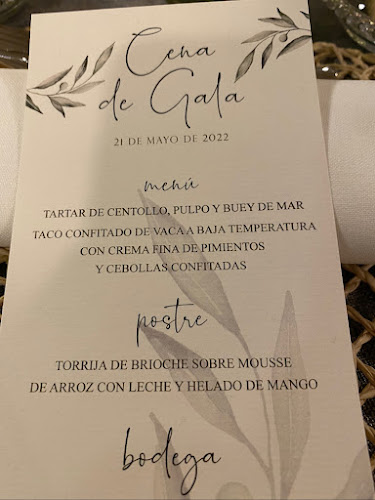 Cena
de Gala
21 DE MAYO DE 2022
menú
TARTAR DE CENTOLLO, PULPO Y BUEY DE MAR
TACO CONFITADO DE VACA A BAJA TEMPERATURA
CON CREMA FINA DE PIMIENTOS
Y CEBOLLAS CONFITADAS
postre
TORRIJA DE BRIOCHE SOBRE MOUSSE
DE ARROZ CON LECHE Y HELADO DE MANGO
bodega